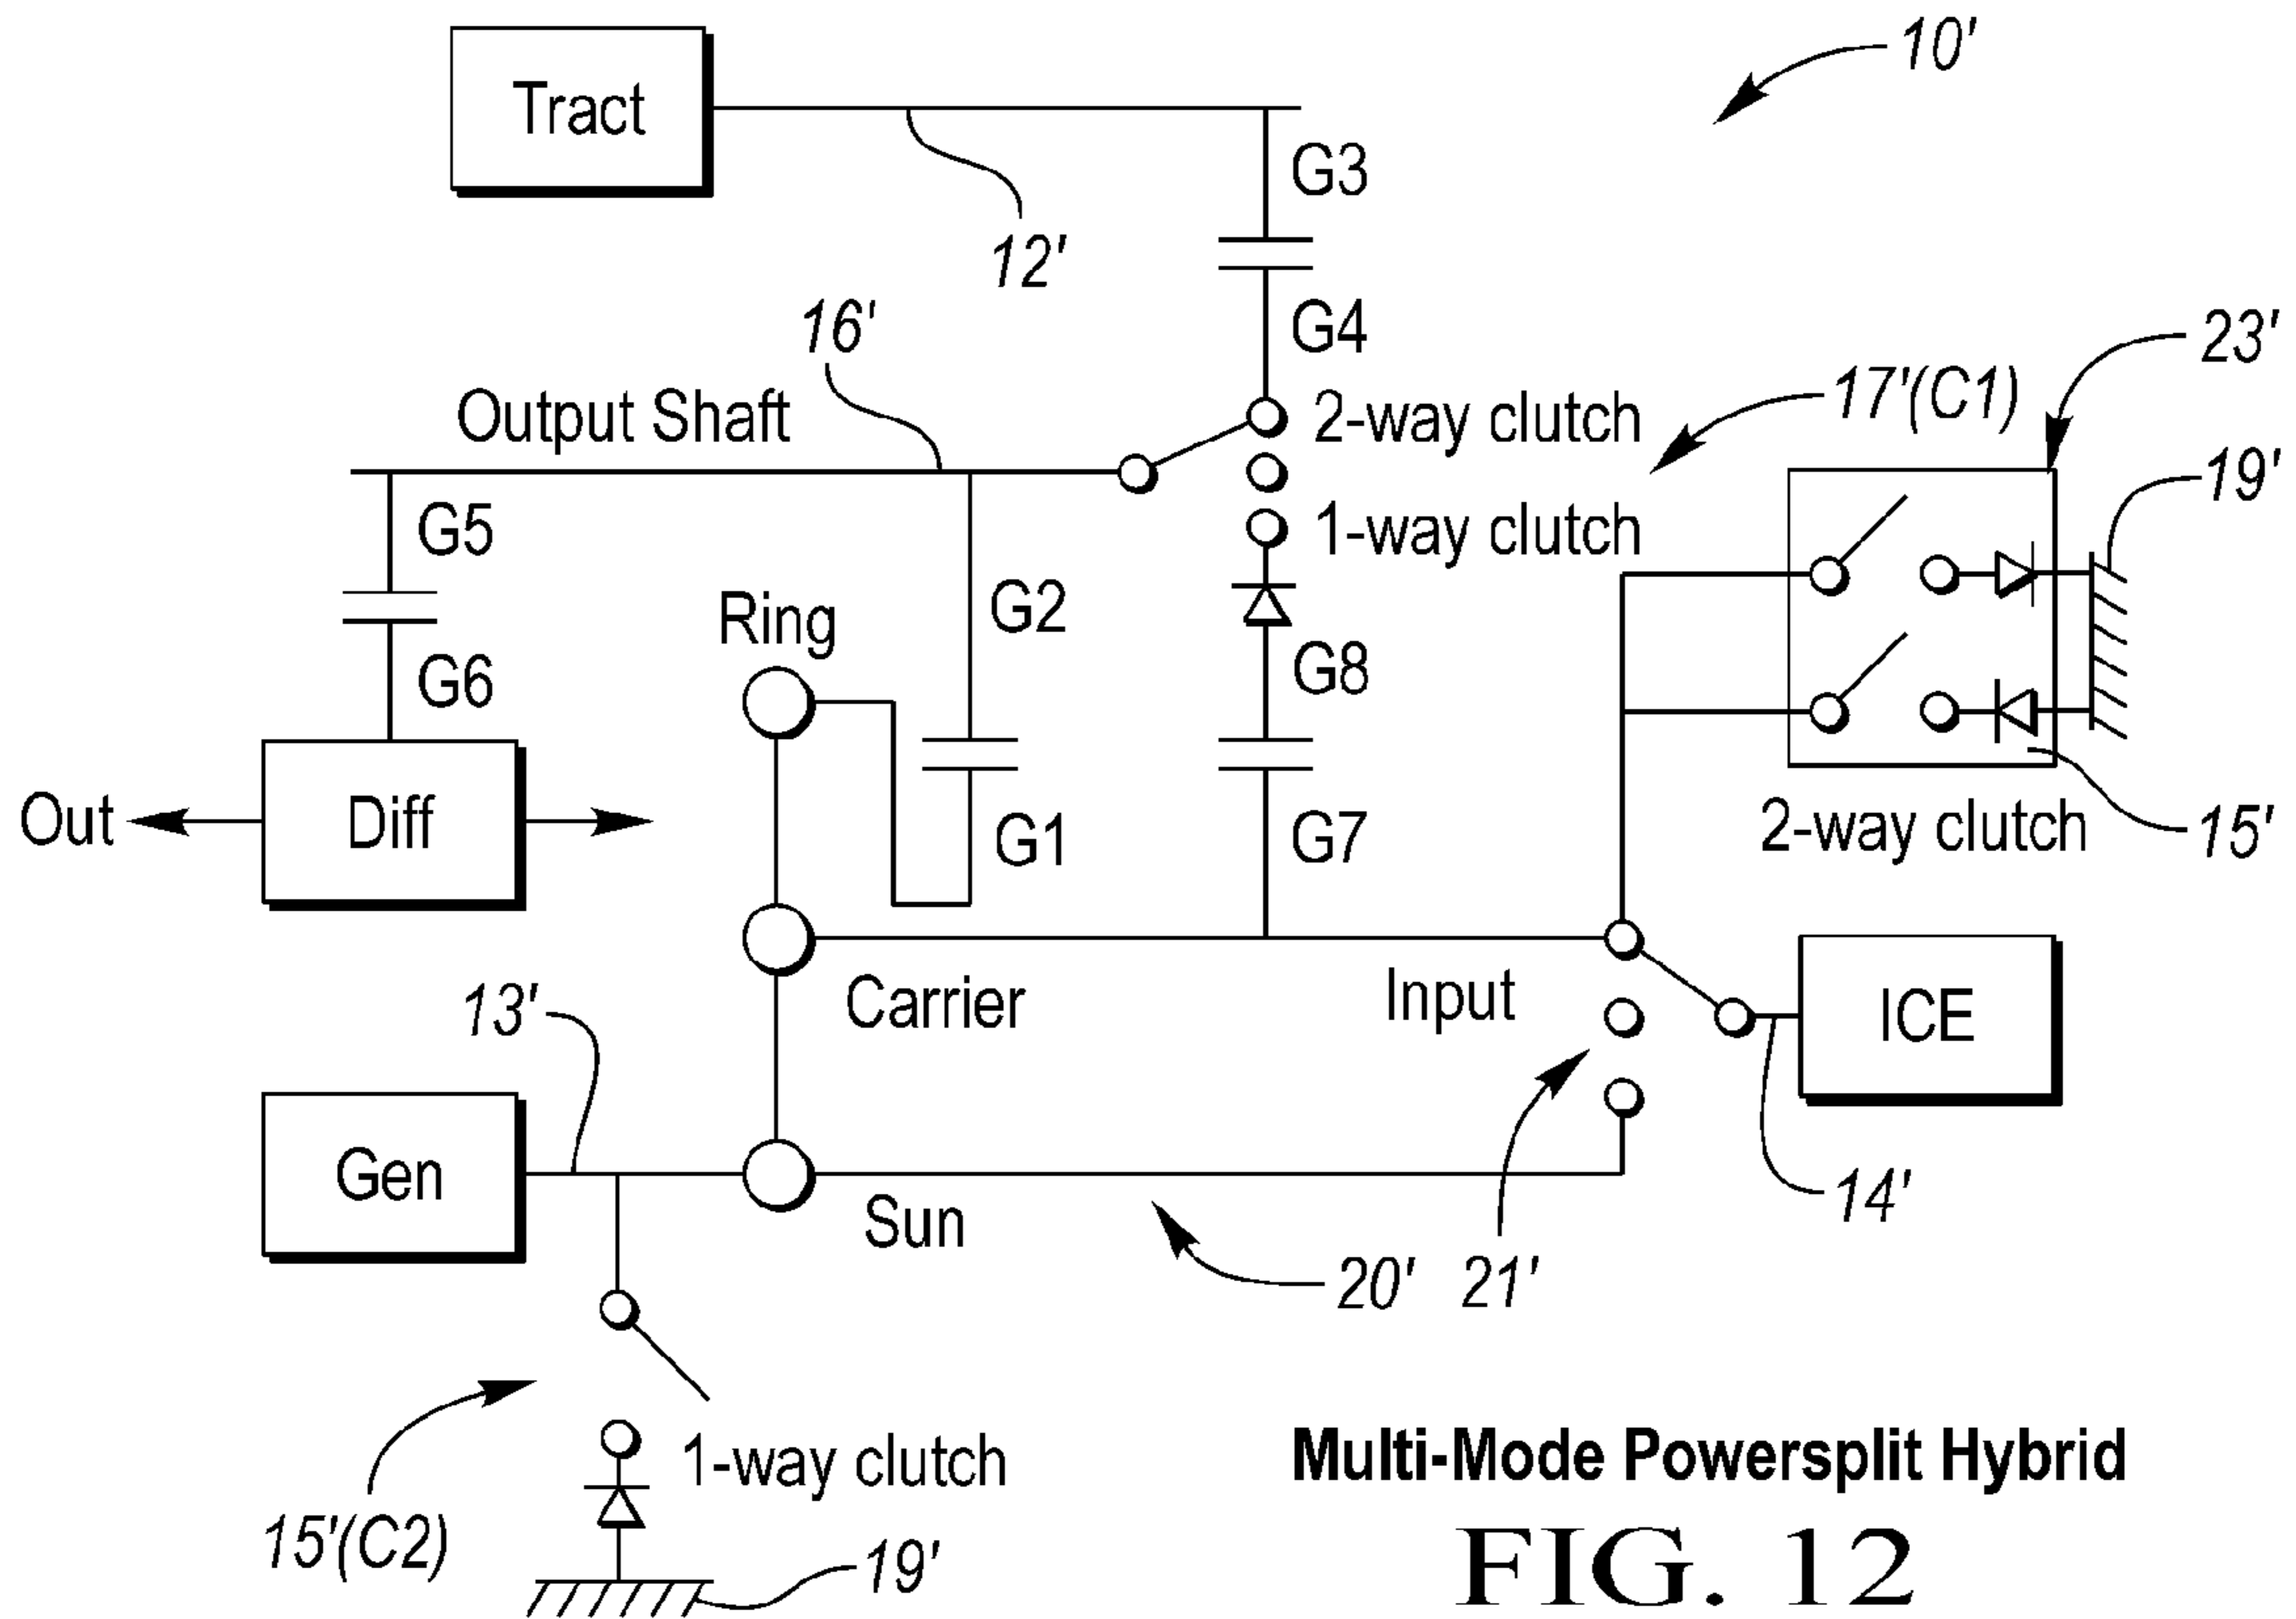 Tract
10'
G3
12'
16'
G4
23'
Output Shaft
2-way clutch
17'(C1)
19'
G5
1-way clutch
Ring
G2
G6
G8
Out
Diff
G1
G7
2-way clutch
15'
13'
Carrier
Input
ICE
Gen
Sun
14'
20'
21'
1-way clutch
15'(C2)
19'
Multi-Mode Powersplit Hybrid
FIG. 12